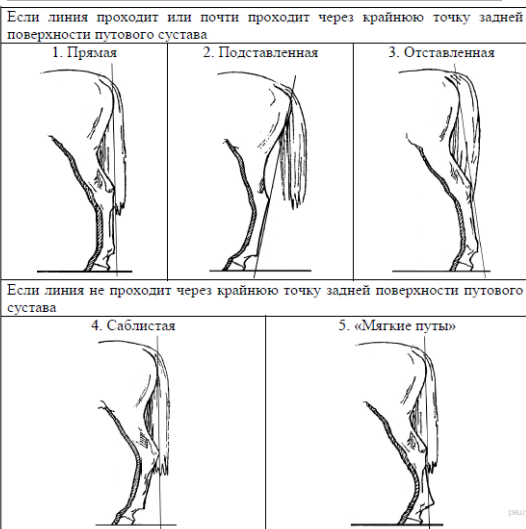 Если линия проходит или почти проходит через крайнюю точку задней
поверхности путового сустава
1. Прямая
2. Подставленная
3. Отставленная
Если линия не проходит через крайнюю точку задней поверхности путового
сустава
4. Саблистая
5. «Мягкие путы»